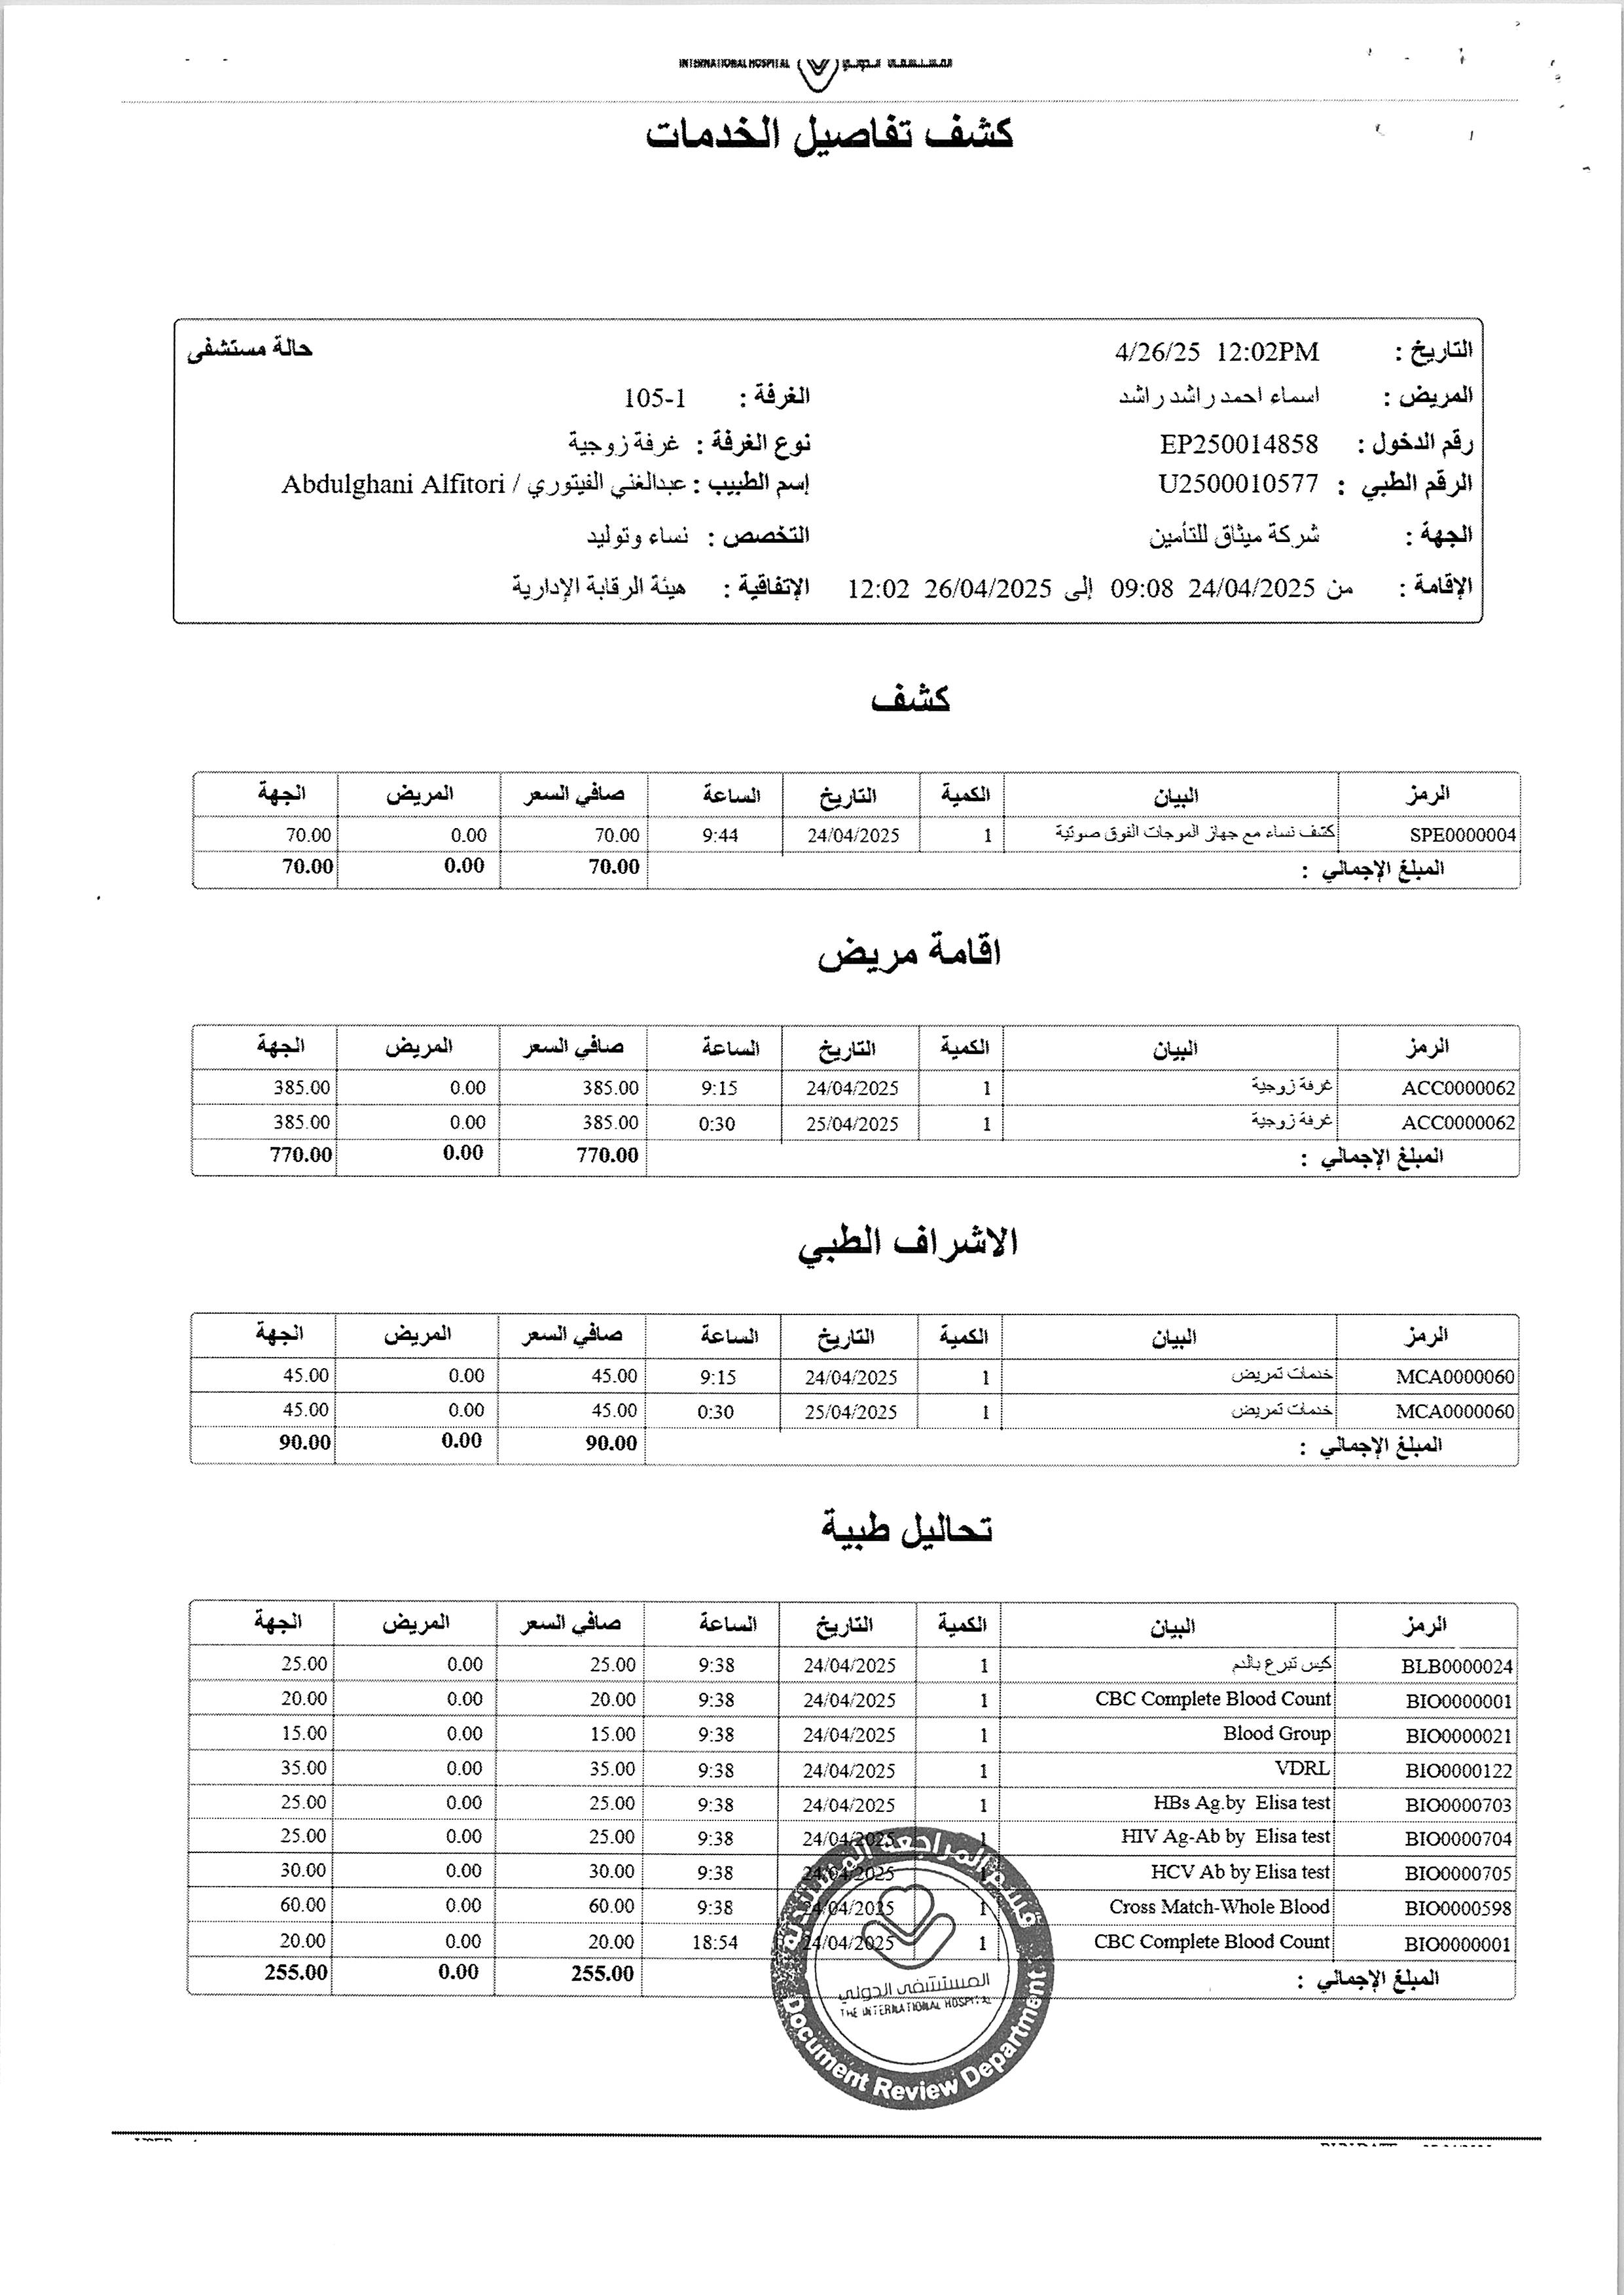 INTERNATIONAL HOSPITAL المستشفى الدولي
كشف تفاصيل الخدمات
التاريخ : 4/26/25 12:02PM حالة مستشفى
المريض : اسماء احمد راشد راشد الغرفة : 105-1
رقم الدخول : EP250014858 نوع الغرفة : غرفة زوجية
الرقم الطبي : U2500010577 إسم الطبيب : عبدالغني الفيتوري / Abdulghani Alfitori
الجهة : شركة ميثاق للتأمين التخصص : نساء وتوليد
الإقامة : من 24/04/2025 09:08 إلى 26/04/2025 12:02 الإتفاقية : هيئة الرقابة الإدارية
كشف
الرمز البيان الكمية التاريخ الساعة صافي السعر المريض الجهة
SPE0000004 كشف نساء مع جهاز الموجات الفوق صوتية 1 24/04/2025 9:44 70.00 0.00 70.00
المبلغ الإجمالي : 70.00 0.00 70.00
اقامة مريض
الرمز البيان الكمية التاريخ الساعة صافي السعر المريض الجهة
ACC0000062 غرفة زوجية 1 24/04/2025 9:15 385.00 0.00 385.00
ACC0000062 غرفة زوجية 1 25/04/2025 0:30 385.00 0.00 385.00
المبلغ الإجمالي : 770.00 0.00 770.00
الاشراف الطبي
الرمز البيان الكمية التاريخ الساعة صافي السعر المريض الجهة
MCA0000060 خدمات تمريض 1 24/04/2025 9:15 45.00 0.00 45.00
MCA0000060 خدمات تمريض 1 25/04/2025 0:30 45.00 0.00 45.00
المبلغ الإجمالي : 90.00 0.00 90.00
تحاليل طبية
الرمز البيان الكمية التاريخ الساعة صافي السعر المريض الجهة
BLB0000024 كيس تبرع بالدم 1 24/04/2025 9:38 25.00 0.00 25.00
BIO0000001 CBC Complete Blood Count 1 24/04/2025 9:38 20.00 0.00 20.00
BIO0000021 Blood Group 1 24/04/2025 9:38 15.00 0.00 15.00
BIO0000122 VDRL 1 24/04/2025 9:38 35.00 0.00 35.00
BIO0000703 HBs Ag.by Elisa test 1 24/04/2025 9:38 25.00 0.00 25.00
BIO0000704 HIV Ag-Ab by Elisa test 1 24/04/2025 9:38 25.00 0.00 25.00
BIO0000705 HCV Ab by Elisa test 1 24/04/2025 9:38 30.00 0.00 30.00
BIO0000598 Cross Match-Whole Blood 1 24/04/2025 9:38 60.00 0.00 60.00
BIO0000001 CBC Complete Blood Count 1 24/04/2025 18:54 20.00 0.00 20.00
المبلغ الإجمالي : 255.00 0.00 255.00
قسم المراجعة المستندية
المستشفى الدولي
THE INTERNATIONAL HOSPITAL
Document Review Department